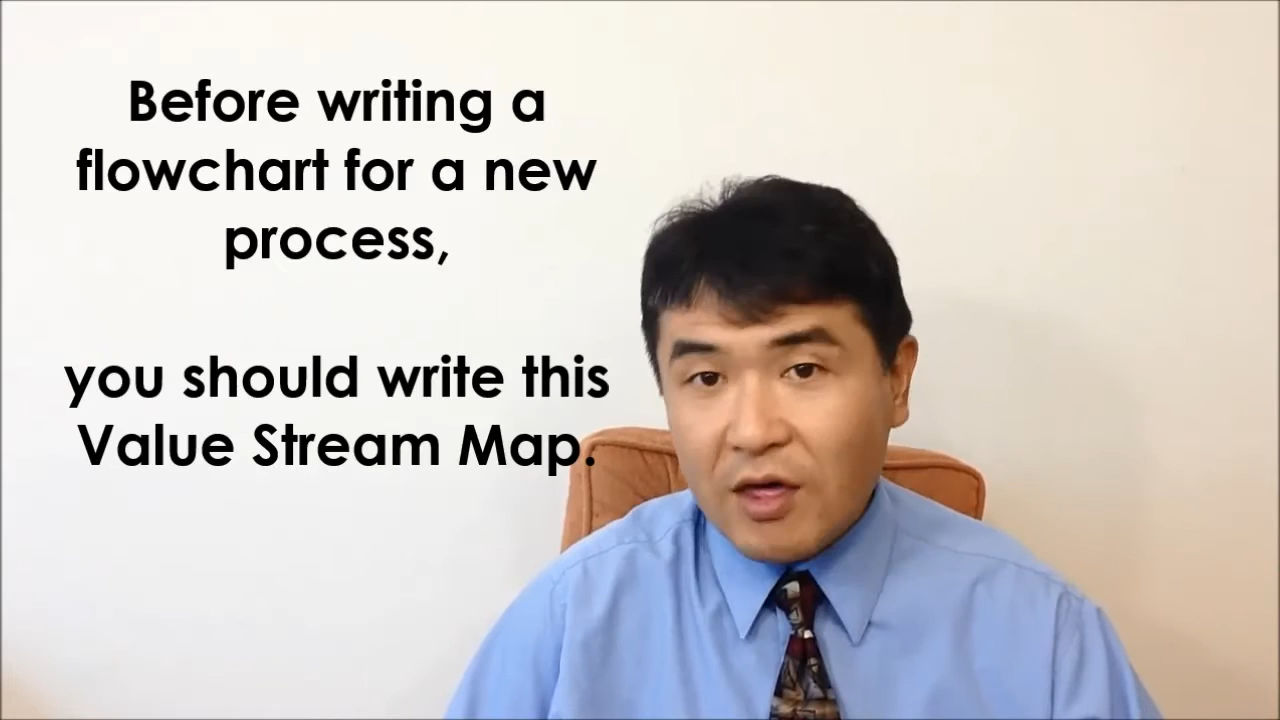 Before writing a
flowchart for a new
process,
you should write this
Value Stream Map.